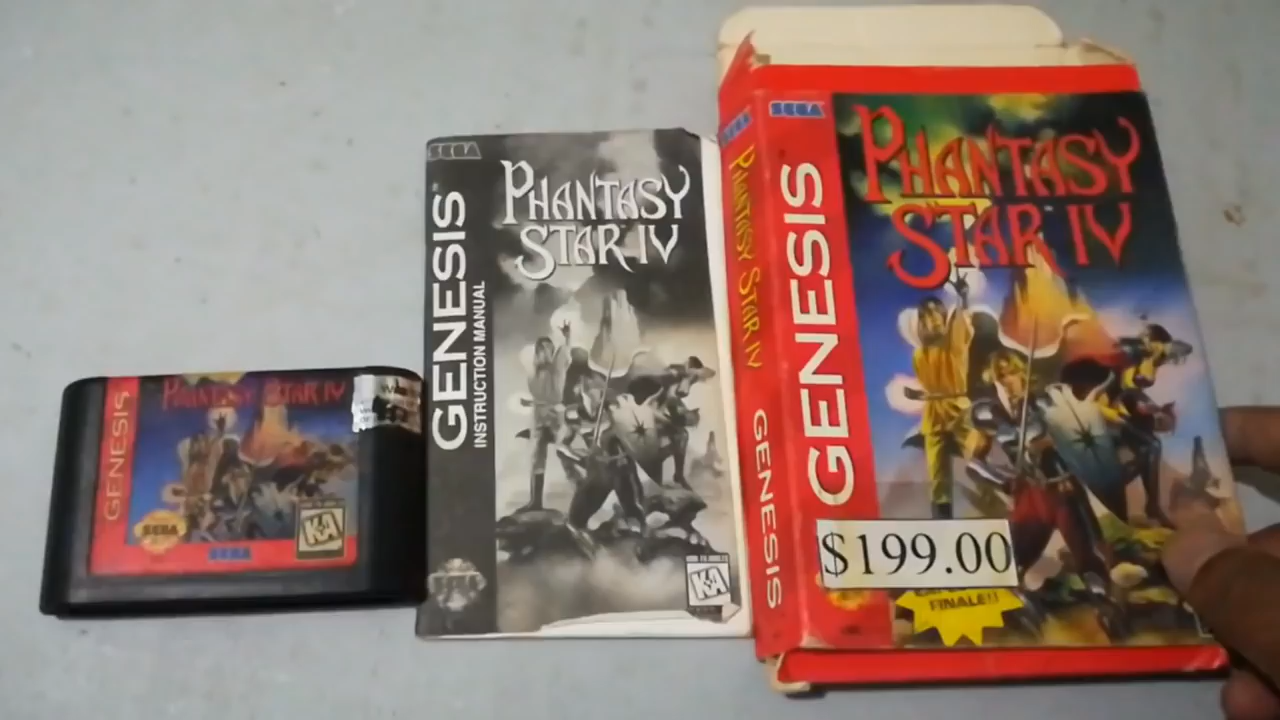 GENESIS
PHANTASY STAR IV
SEGA
SEGA
K-A
SEGA
GENESIS
INSTRUCTION MANUAL
PHANTASY
STAR IV
K-A
SEGA
PHANTASY STAR IV
GENESIS
SEGA
GENESIS
PHANTASY
STAR IV
$199.00
FINALE!!